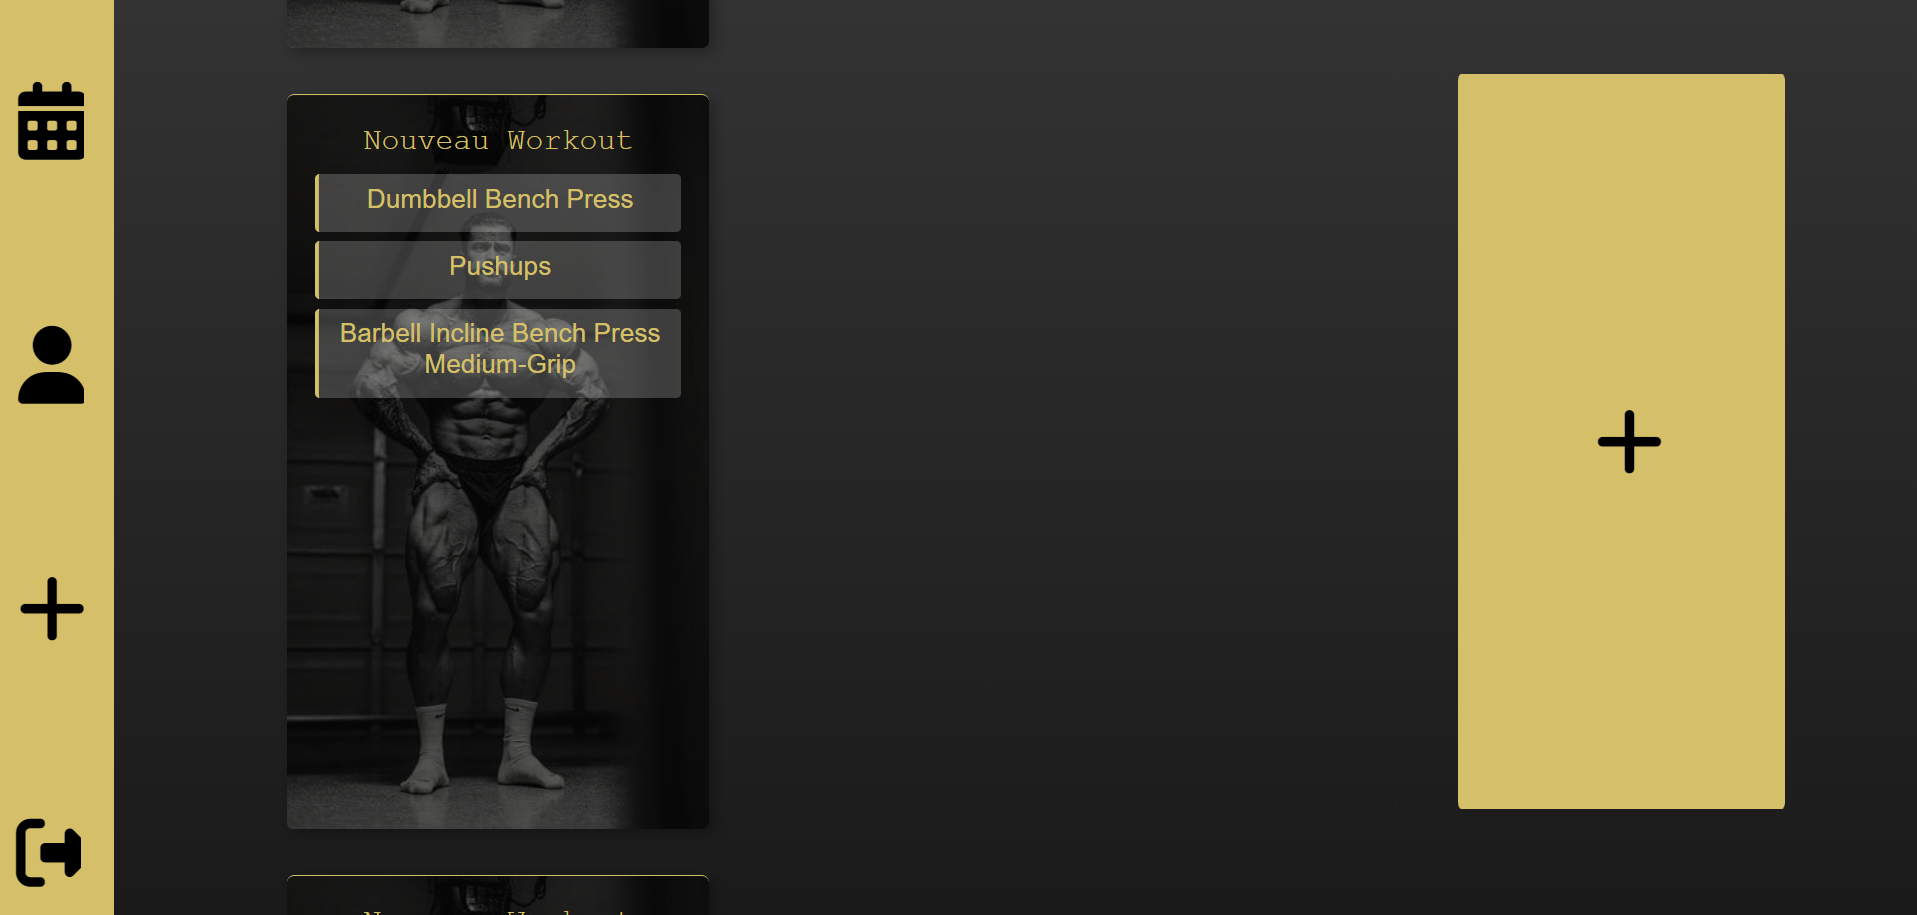 Nouveau Workout
Dumbbell Bench Press
Pushups
Barbell Incline Bench Press
Medium-Grip